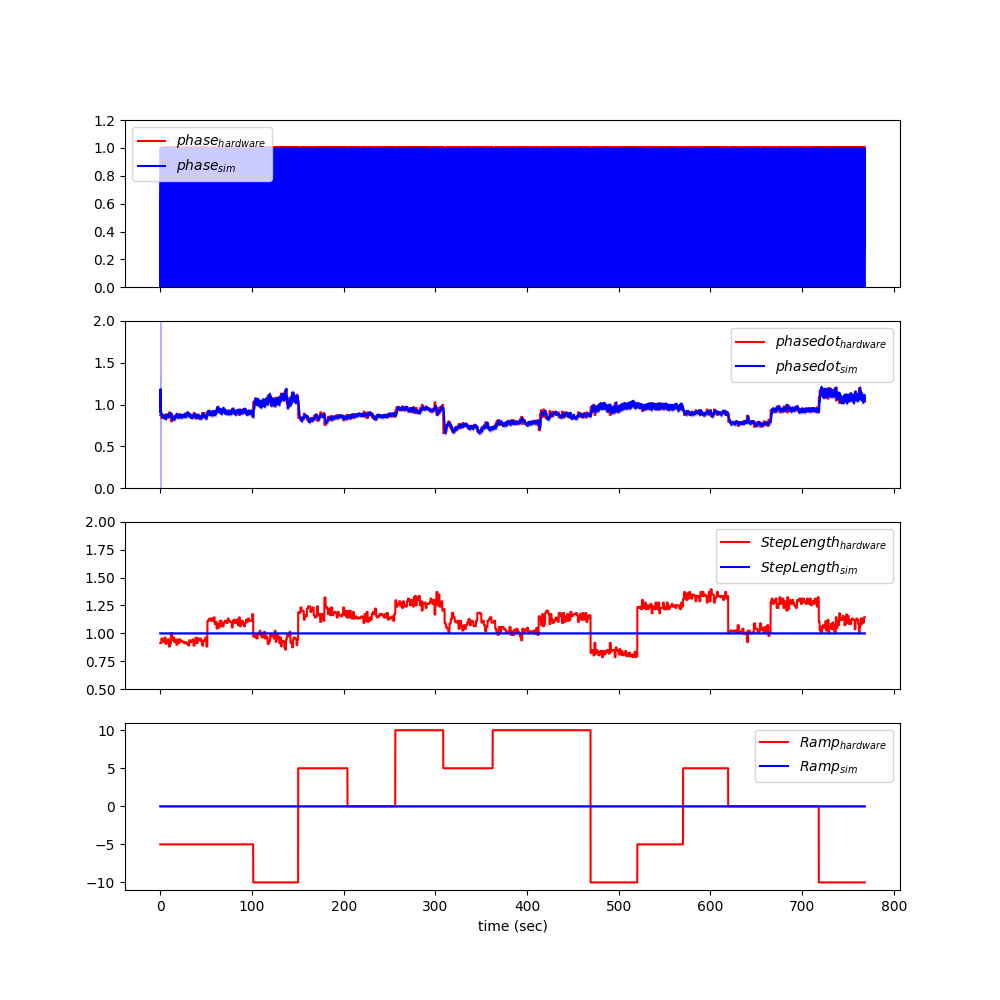 1.2
1.0
0.8
0.6
0.4
0.2
0.0
phase_hardware
phase_sim
2.0
1.5
1.0
0.5
0.0
phasedot_hardware
phasedot_sim
2.00
1.75
1.50
1.25
1.00
0.75
0.50
StepLength_hardware
StepLength_sim
10
5
0
−5
−10
Ramp_hardware
Ramp_sim
0 100 200 300 400 500 600 700 800
time (sec)